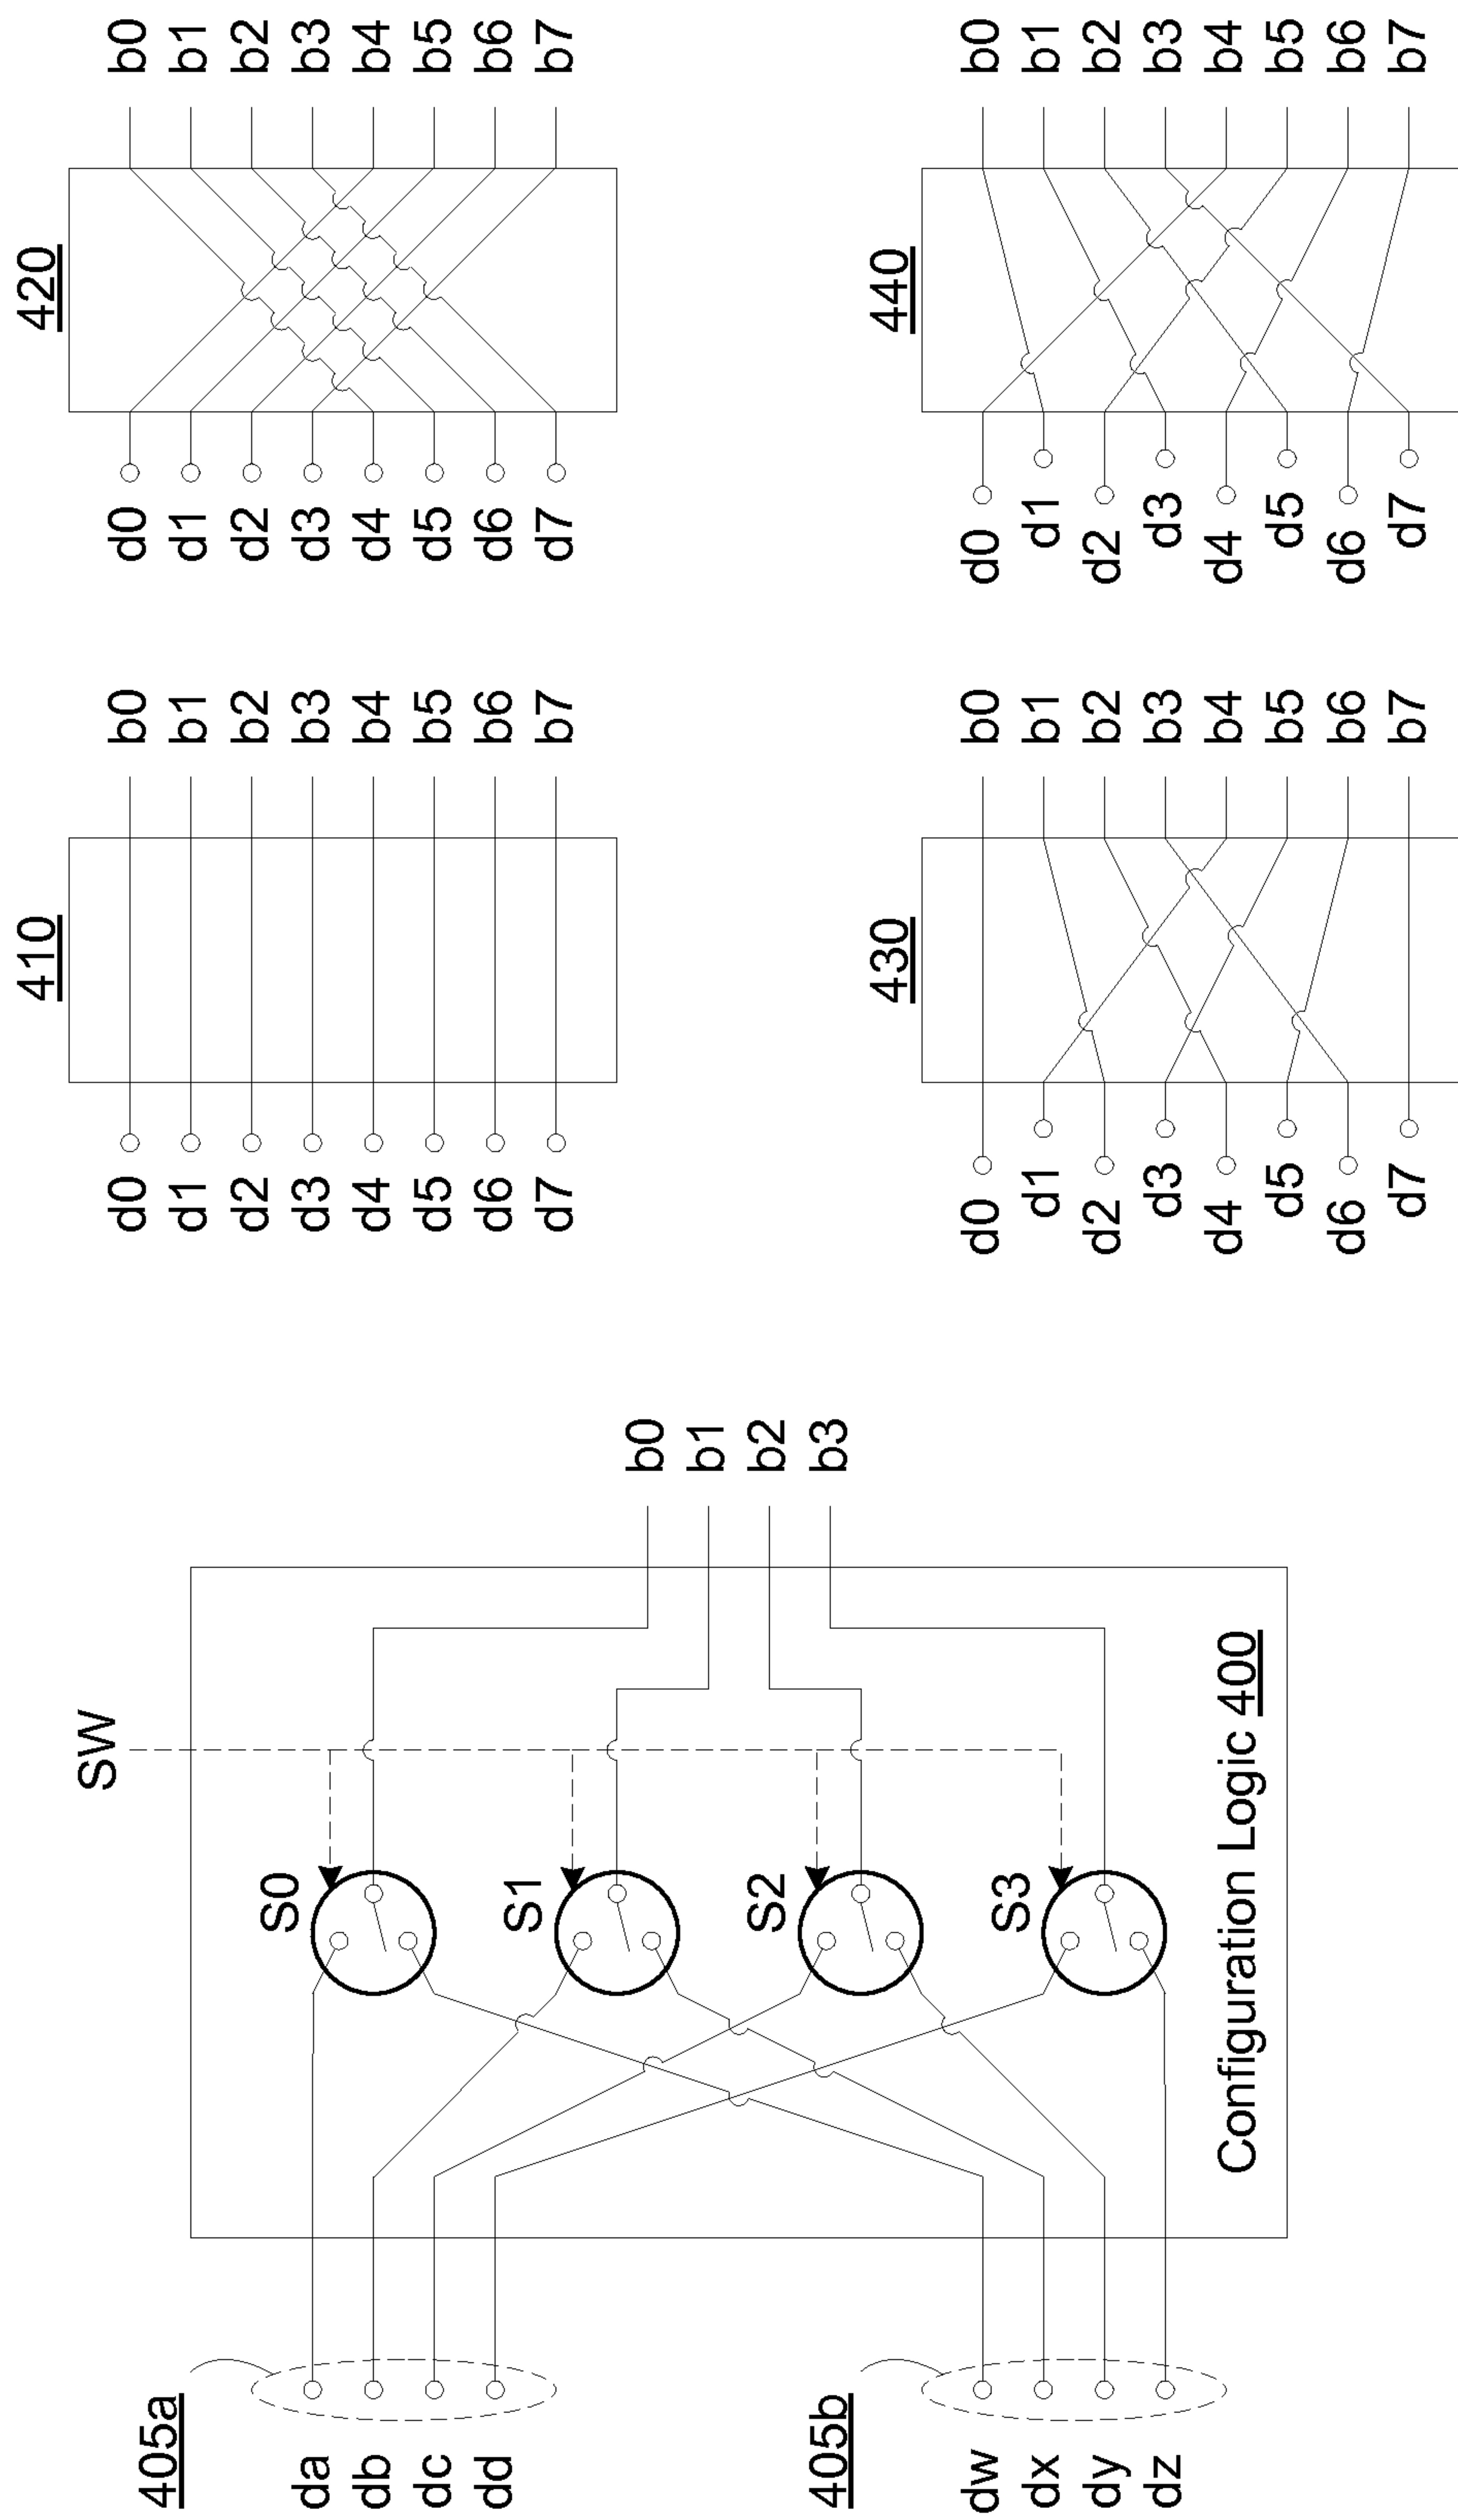 405a
da
db
dc
dd
405b
dw
dx
dy
dz
SW
S0
S1
S2
S3
Configuration Logic 400
b0
b1
b2
b3
410
d0
d1
d2
d3
d4
d5
d6
d7
b0
b1
b2
b3
b4
b5
b6
b7
420
d0
d1
d2
d3
d4
d5
d6
d7
b0
b1
b2
b3
b4
b5
b6
b7
430
d0
d1
d2
d3
d4
d5
d6
d7
b0
b1
b2
b3
b4
b5
b6
b7
440
d0
d1
d2
d3
d4
d5
d6
d7
b0
b1
b2
b3
b4
b5
b6
b7